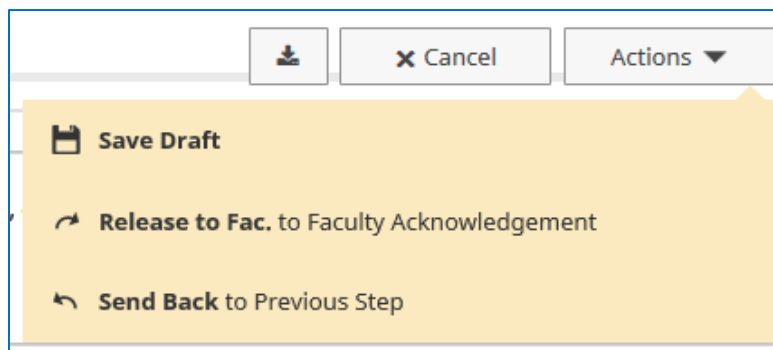 Cancel
Actions
Save Draft
Release to Fac. to Faculty Acknowledgement
Send Back to Previous Step